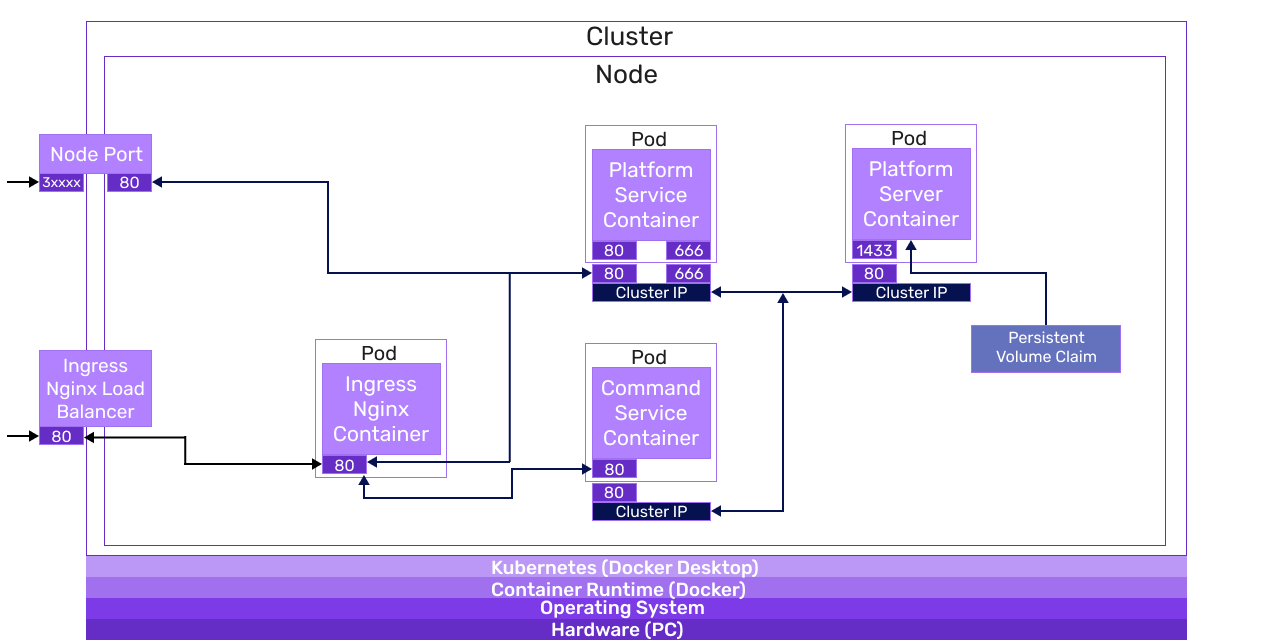 Cluster
Node
Node Port
3xxxx
80
Pod
Platform
Service
Container
80
666
80
666
Cluster IP
Pod
Platform
Server
Container
1433
80
Cluster IP
Persistent
Volume Claim
Ingress
Nginx Load
Balancer
80
Pod
Ingress
Nginx
Container
80
Pod
Command
Service
Container
80
80
Cluster IP
Kubernetes (Docker Desktop)
Container Runtime (Docker)
Operating System
Hardware (PC)